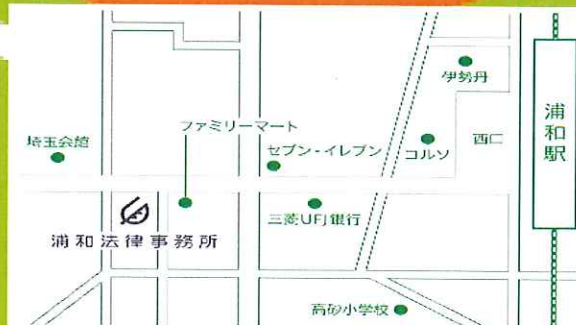 伊勢丹
浦和駅
ファミリーマート
埼玉会館
セブン-イレブン
コルソ
西口
三菱UFJ銀行
浦和法律事務所
高砂小学校